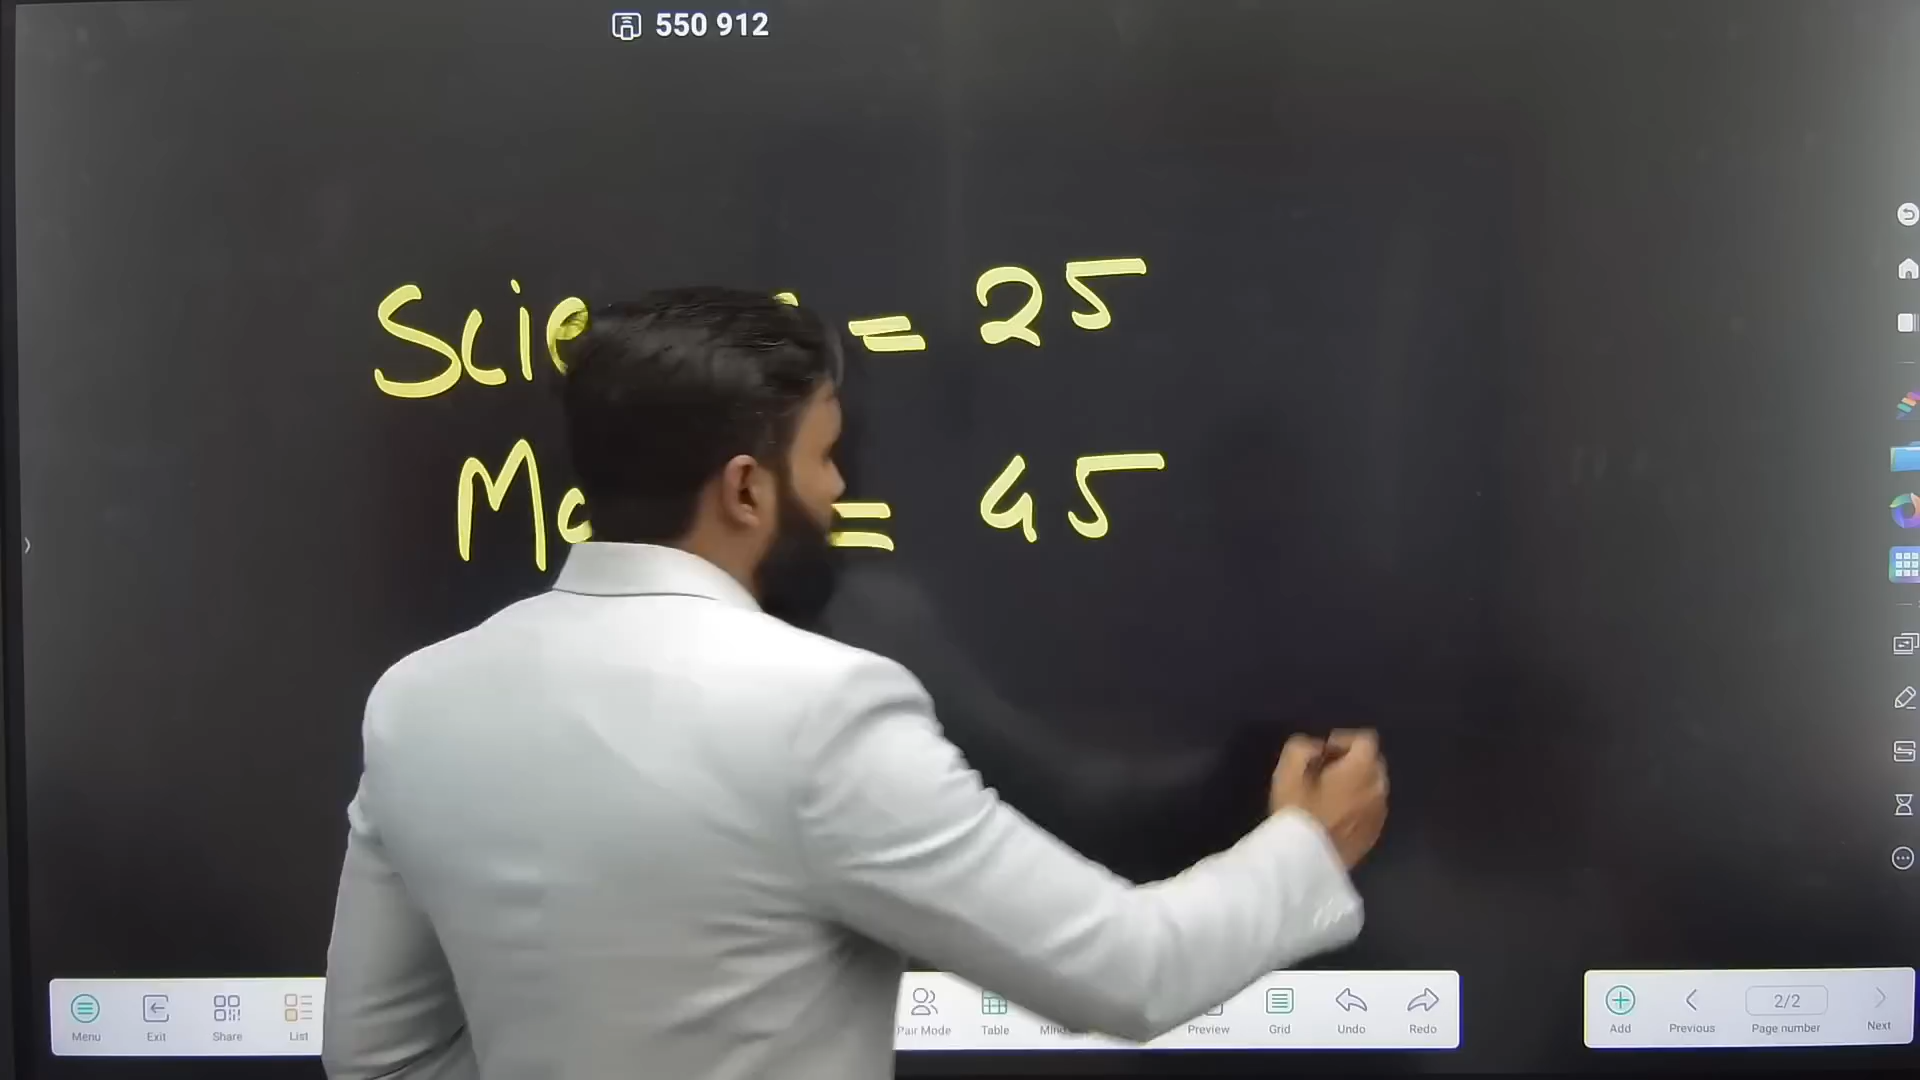 550 912
= 25
= 45
Menu Exit Share List Pair Mode Table Preview Grid Undo Redo Add Previous 2/2 Page number Next